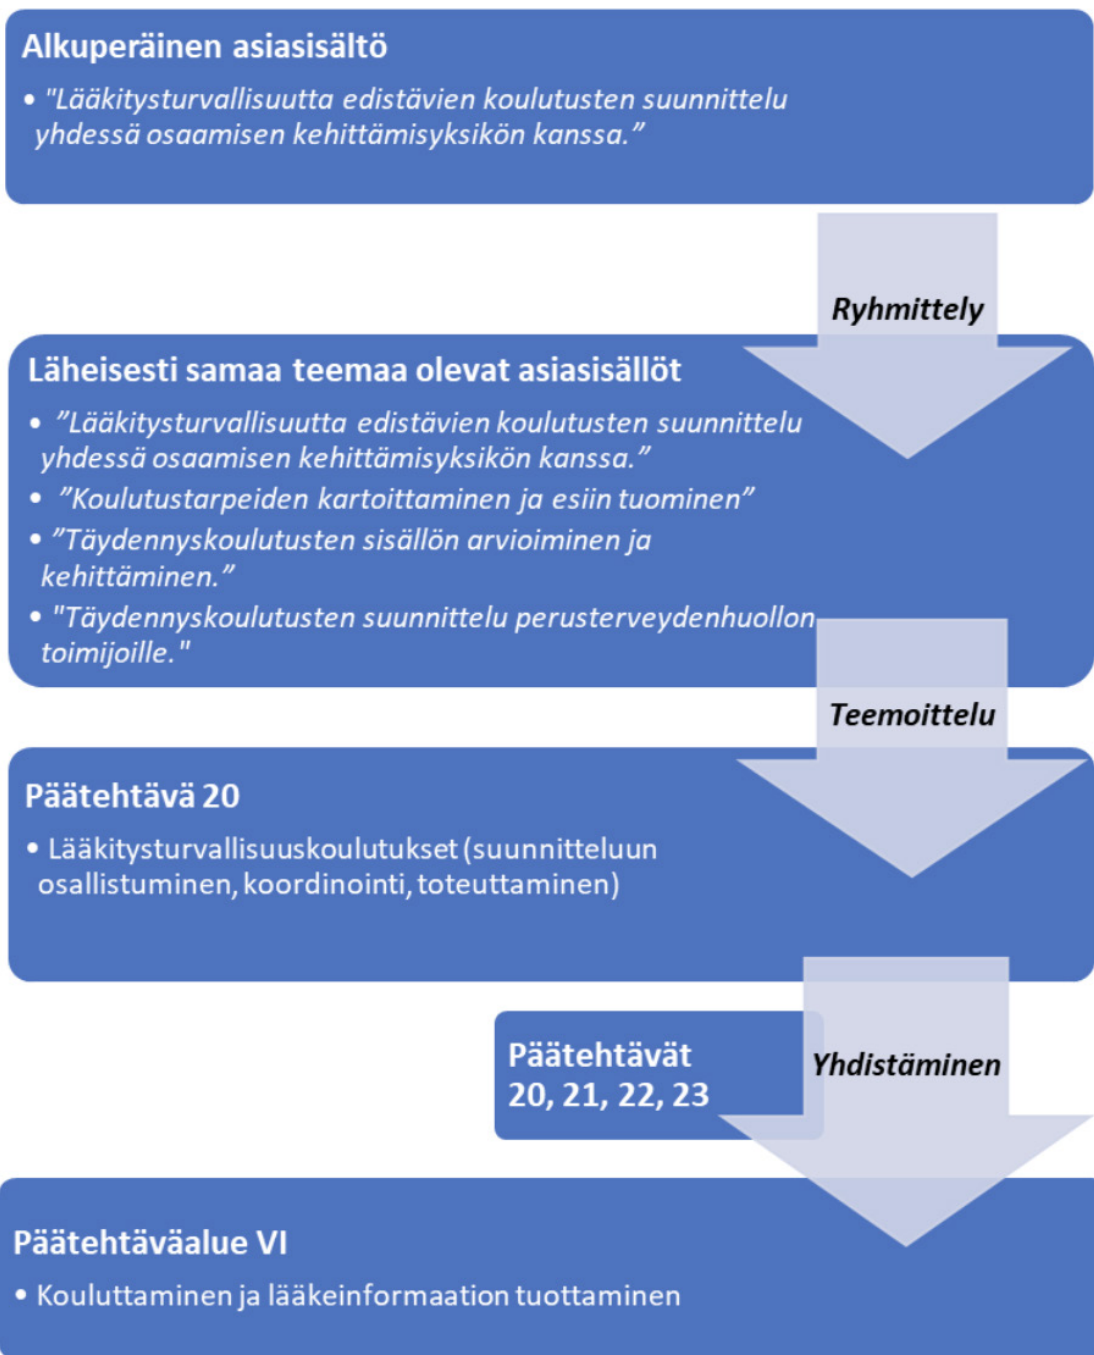 Alkuperäinen asiasisältö
• "Lääkitysturvallisuutta edistävien koulutusten suunnittelu
yhdessä osaamisen kehittämisyksikön kanssa.”
Ryhmittely
Läheisesti samaa teemaa olevat asiasisällöt
• ”Lääkitysturvallisuutta edistävien koulutusten suunnittelu
yhdessä osaamisen kehittämisyksikön kanssa.”
• ”Koulutustarpeiden kartoittaminen ja esiin tuominen”
• ”Täydennyskoulutusten sisällön arvioiminen ja
kehittäminen.”
• "Täydennyskoulutusten suunnittelu perusterveydenhuollon
toimijoille."
Teemoittelu
Päätehtävä 20
• Lääkitysturvallisuuskoulutukset (suunnitteluun
osallistuminen, koordinointi, toteuttaminen)
Päätehtävät
20, 21, 22, 23
Yhdistäminen
Päätehtäväalue VI
• Kouluttaminen ja lääkeinformaation tuottaminen